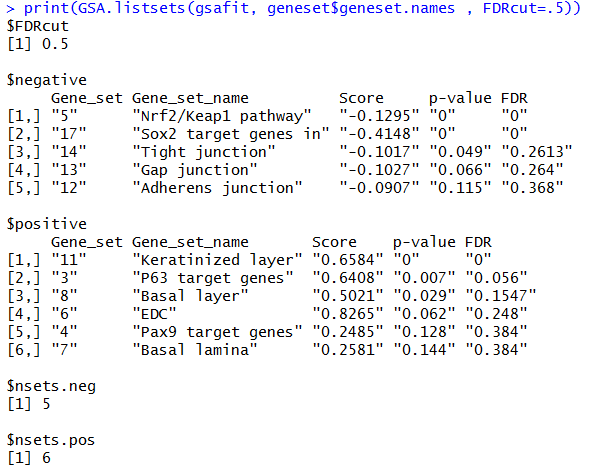 > print(GSA.listsets(gsafit, geneset$geneset.names , FDRcut=.5))
$FDRcut
[1] 0.5
$negative
Gene_set Gene_set_name Score p-value FDR
[1,] "5" "Nrf2/Keap1 pathway" "-0.1295" "0" "0"
[2,] "17" "Sox2 target genes in" "-0.4148" "0" "0"
[3,] "14" "Tight junction" "-0.1017" "0.049" "0.2613"
[4,] "13" "Gap junction" "-0.1027" "0.066" "0.264"
[5,] "12" "Adherens junction" "-0.0907" "0.115" "0.368"
$positive
Gene_set Gene_set_name Score p-value FDR
[1,] "11" "Keratinized layer" "0.6584" "0" "0"
[2,] "3" "P63 target genes" "0.6408" "0.007" "0.056"
[3,] "8" "Basal layer" "0.5021" "0.029" "0.1547"
[4,] "6" "EDC" "0.8265" "0.062" "0.248"
[5,] "4" "Pax9 target genes" "0.2485" "0.128" "0.384"
[6,] "7" "Basal lamina" "0.2581" "0.144" "0.384"
$nsets.neg
[1] 5
$nsets.pos
[1] 6